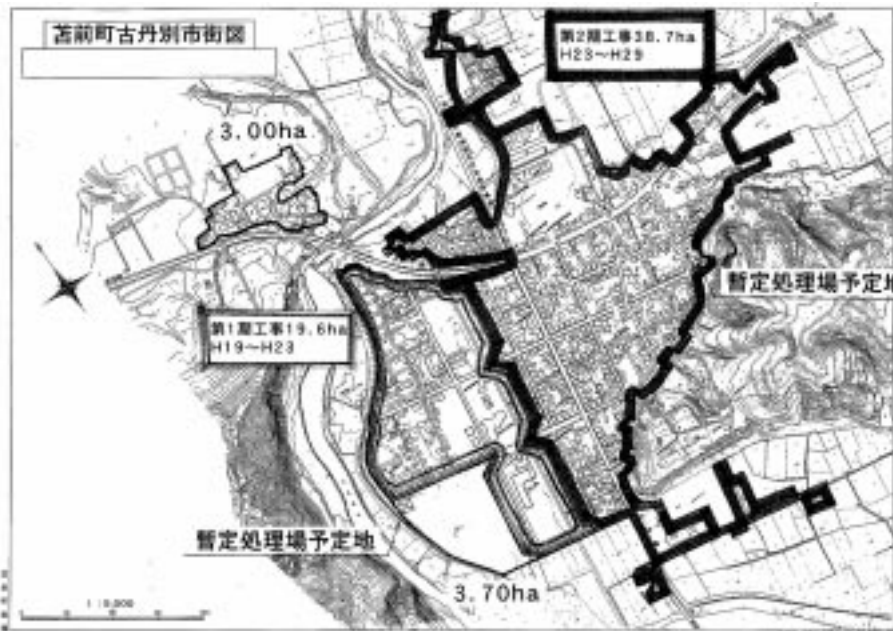 苫前町古丹別市街図
第2期工事38.7ha
H23〜H29
3.00ha
暫定処理場予定地
第1期工事19.6ha
H19〜H23
暫定処理場予定地
3.70ha